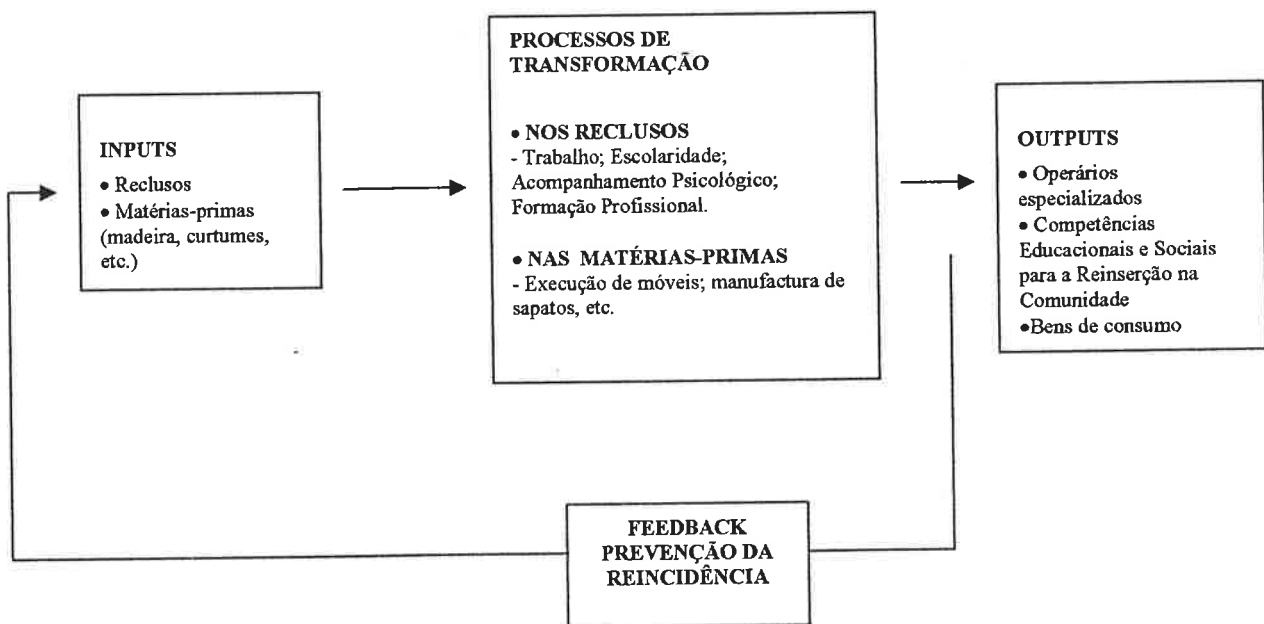 INPUTS
• Reclusos
• Matérias-primas
(madeira, curtumes,
etc.)
PROCESSOS DE
TRANSFORMAÇÃO
• NOS RECLUSOS
- Trabalho; Escolaridade;
Acompanhamento Psicológico;
Formação Profissional.
• NAS MATÉRIAS-PRIMAS
- Execução de móveis; manufactura de
sapatos, etc.
OUTPUTS
• Operários
especializados
• Competências
Educacionais e Sociais
para a Reinserção na
Comunidade
•Bens de consumo
FEEDBACK
PREVENÇÃO DA
REINCIDÊNCIA